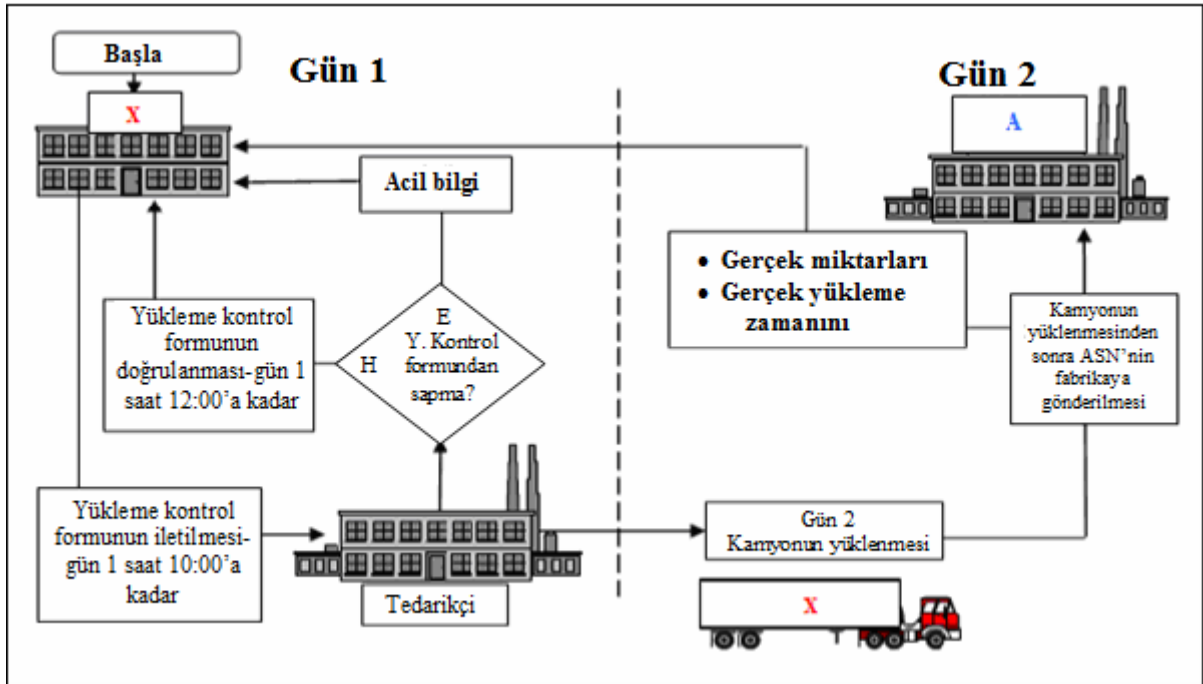 Başla
Gün 1
X
Acil bilgi
Yükleme kontrol
formunun
doğrulanması-gün 1
saat 12:00’a kadar
E
Y. Kontrol
formundan
sapma?
H
Yükleme kontrol
formunun iletilmesi-
gün 1 saat 10:00’a
kadar
Tedarikçi
Gün 2
A
• Gerçek miktarları
• Gerçek yükleme
zamanını
Kamyonun
yüklenmesinden
sonra ASN’nin
fabrikaya
gönderilmesi
Gün 2
Kamyonun yüklenmesi
X